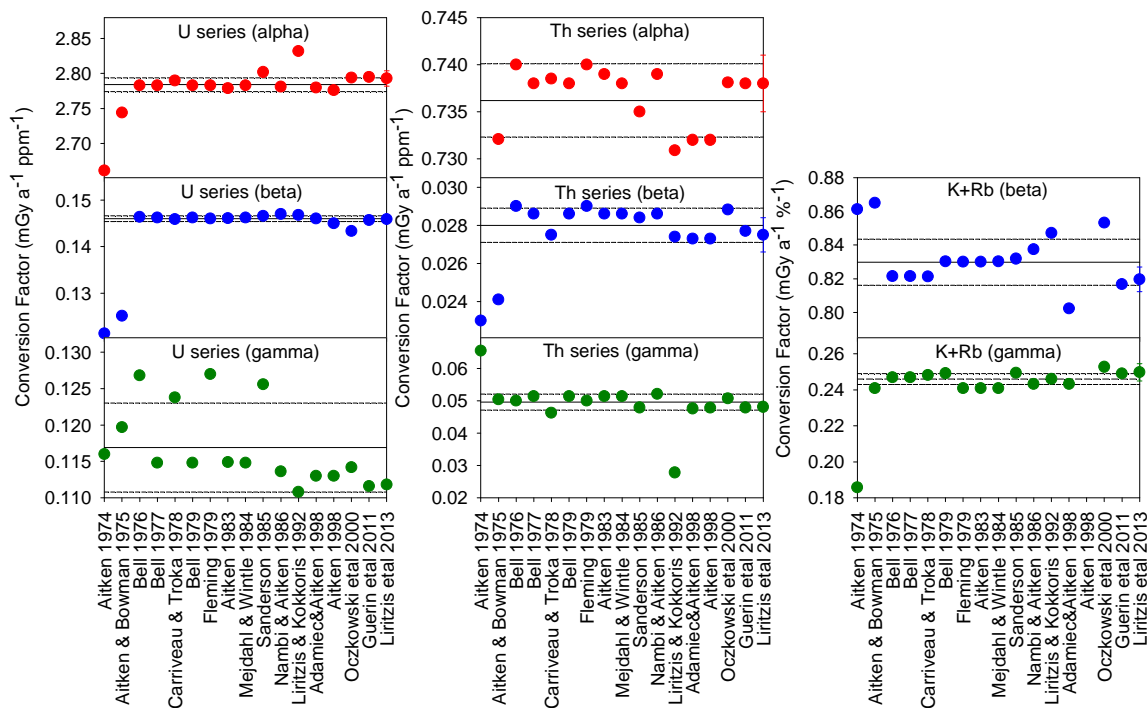 U series (alpha)
2.85
2.80
2.75
2.70
U series (beta)
0.15
0.14
0.13
U series (gamma)
0.130
0.125
0.120
0.115
0.110
Conversion Factor (mGy a-1 ppm-1)
Aitken 1974
Aitken & Bowman 1975
Bell 1976
Bell 1977
Carriveau & Troka 1978
Bell 1979
Fleming 1979
Aitken 1983
Mejdahl & Wintle 1984
Sanderson 1985
Nambi & Aitken 1986
Liritzis & Kokkoris 1992
Adamiec&Aitken 1998
Aitken 1998
Oczkowski etal 2000
Guerin etal 2011
Liritzis etal 2013
Th series (alpha)
0.745
0.740
0.735
0.730
Th series (beta)
0.030
0.028
0.026
0.024
Th series (gamma)
0.06
0.05
0.04
0.03
0.02
Conversion Factor (mGy a-1 ppm-1)
Aitken 1974
Aitken & Bowman 1975
Bell 1976
Bell 1977
Carriveau & Troka 1978
Bell 1979
Fleming 1979
Aitken 1983
Mejdahl & Wintle 1984
Sanderson 1985
Nambi & Aitken 1986
Liritzis & Kokkoris 1992
Adamiec&Aitken 1998
Aitken 1998
Oczkowski etal 2000
Guerin etal 2011
Liritzis etal 2013
K+Rb (beta)
0.88
0.86
0.84
0.82
0.80
K+Rb (gamma)
0.26
0.24
0.22
0.20
0.18
Conversion Factor (mGy a-1 %-1)
Aitken 1974
Aitken & Bowman 1975
Bell 1976
Bell 1977
Carriveau & Troka 1978
Bell 1979
Fleming 1979
Aitken 1983
Mejdahl & Wintle 1984
Sanderson 1985
Nambi & Aitken 1986
Liritzis & Kokkoris 1992
Adamiec&Aitken 1998
Aitken 1998
Oczkowski etal 2000
Guerin etal 2011
Liritzis etal 2013